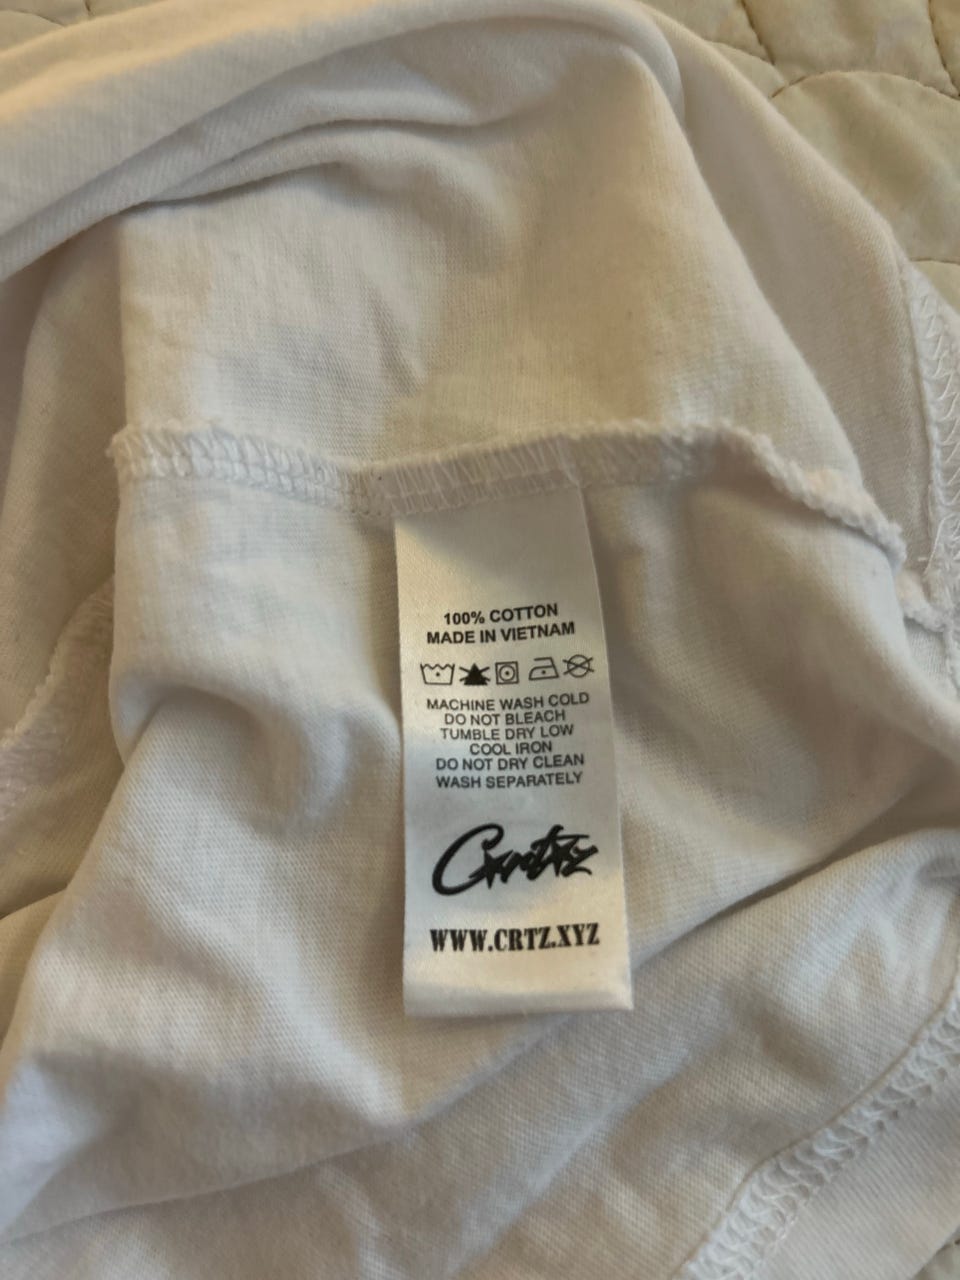 100% COTTON
MADE IN VIETNAM
MACHINE WASH COLD
DO NOT BLEACH
TUMBLE DRY LOW
COOL IRON
DO NOT DRY CLEAN
WASH SEPARATELY
Crrtz
WWW.CRTZ.XYZ